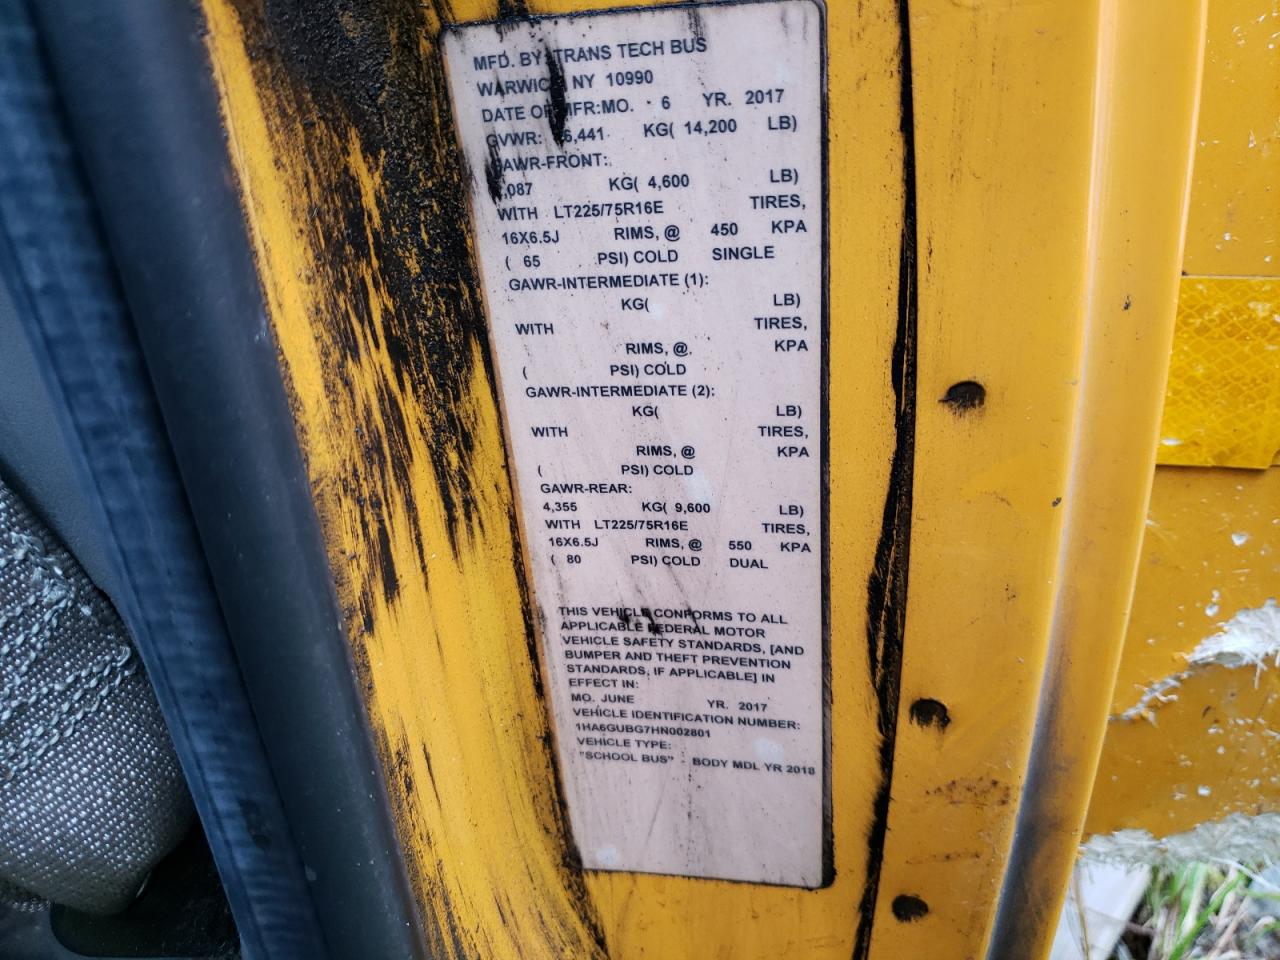 MFD. BY: TRANS TECH BUS
WARWICK NY 10990
DATE OF MFR:MO. 6 YR. 2017
GVWR: 6,441 KG( 14,200 LB)
GAWR-FRONT:
,087 KG( 4,600 LB)
WITH LT225/75R16E TIRES,
16X6.5J RIMS, @ 450 KPA
( 65 PSI) COLD SINGLE
GAWR-INTERMEDIATE (1):
KG( LB)
WITH TIRES,
RIMS, @ KPA
( PSI) COLD
GAWR-INTERMEDIATE (2):
KG( LB)
WITH TIRES,
RIMS, @ KPA
( PSI) COLD
GAWR-REAR:
4,355 KG( 9,600 LB)
WITH LT225/75R16E TIRES,
16X6.5J RIMS, @ 550 KPA
( 80 PSI) COLD DUAL
THIS VEHICLE CONFORMS TO ALL
APPLICABLE FEDERAL MOTOR
VEHICLE SAFETY STANDARDS, [AND
BUMPER AND THEFT PREVENTION
STANDARDS, IF APPLICABLE] IN
EFFECT IN:
MO. JUNE YR. 2017
VEHICLE IDENTIFICATION NUMBER:
1HA6GUBG7HN002801
VEHICLE TYPE:
"SCHOOL BUS" - BODY MDL YR 2018